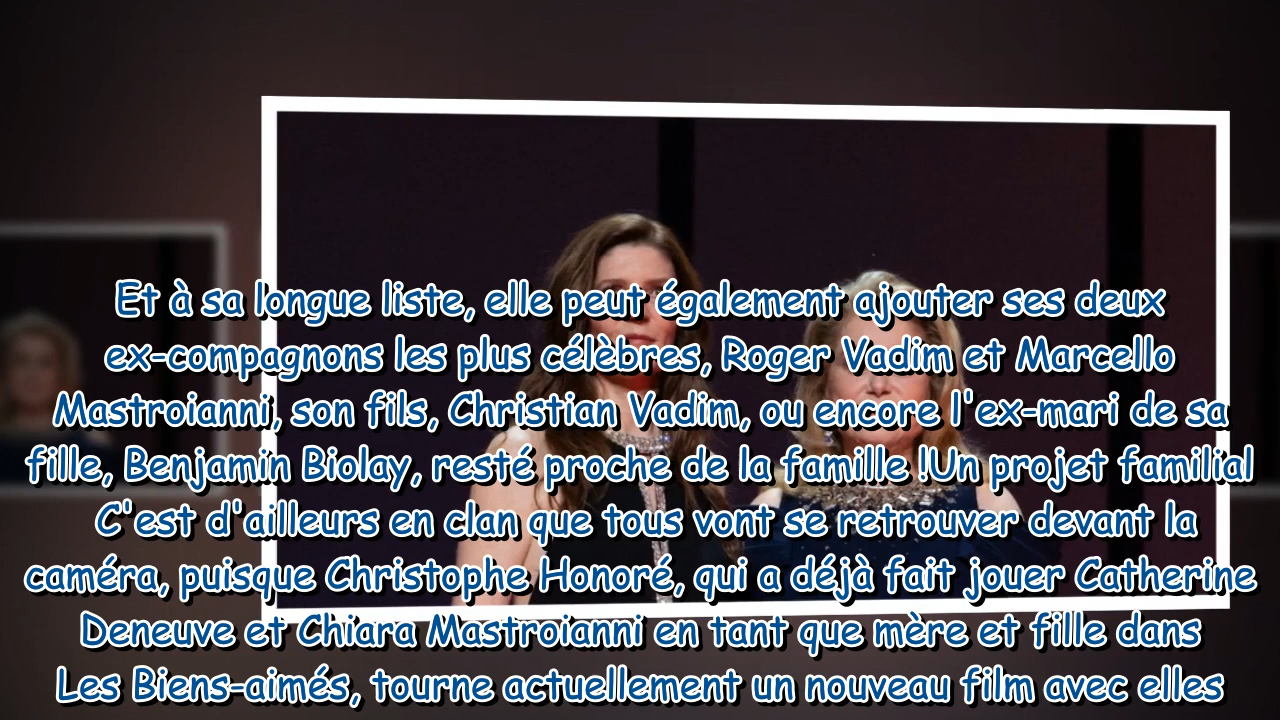 Et à sa longue liste, elle peut également ajouter ses deux
ex-compagnons les plus célèbres, Roger Vadim et Marcello
Mastroianni, son fils, Christian Vadim, ou encore l'ex-mari de sa
fille, Benjamin Biolay, resté proche de la famille !Un projet familial
C'est d'ailleurs en clan que tous vont se retrouver devant la
caméra, puisque Christophe Honoré, qui a déjà fait jouer Catherine
Deneuve et Chiara Mastroianni en tant que mère et fille dans
Les Biens-aimés, tourne actuellement un nouveau film avec elles